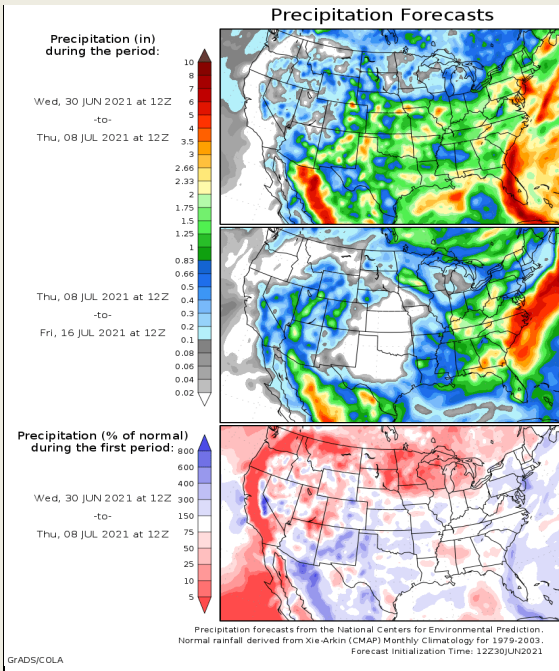 Precipitation Forecasts
Precipitation (in)
during the period:
Wed, 30 JUN 2021 at 12Z
-to-
Thu, 08 JUL 2021 at 12Z
10
8
7
6
5
4
3.5
3
2.66
2.33
2
1.75
1.5
1.25
1
0.83
0.66
0.5
0.4
0.3
0.2
0.1
0.08
0.06
0.04
0.02
Thu, 08 JUL 2021 at 12Z
-to-
Fri, 16 JUL 2021 at 12Z
Precipitation (% of normal)
during the first period:
Wed, 30 JUN 2021 at 12Z
-to-
Thu, 08 JUL 2021 at 12Z
800
600
400
300
150
75
50
25
10
5
Precipitation forecasts from the National Centers for Environmental Prediction.
Normal rainfall derived from Xie-Arkin (CMAP) Monthly Climatology for 1979-2003.
Forecast Initialization Time: 12Z30JUN2021
GrADS/COLA